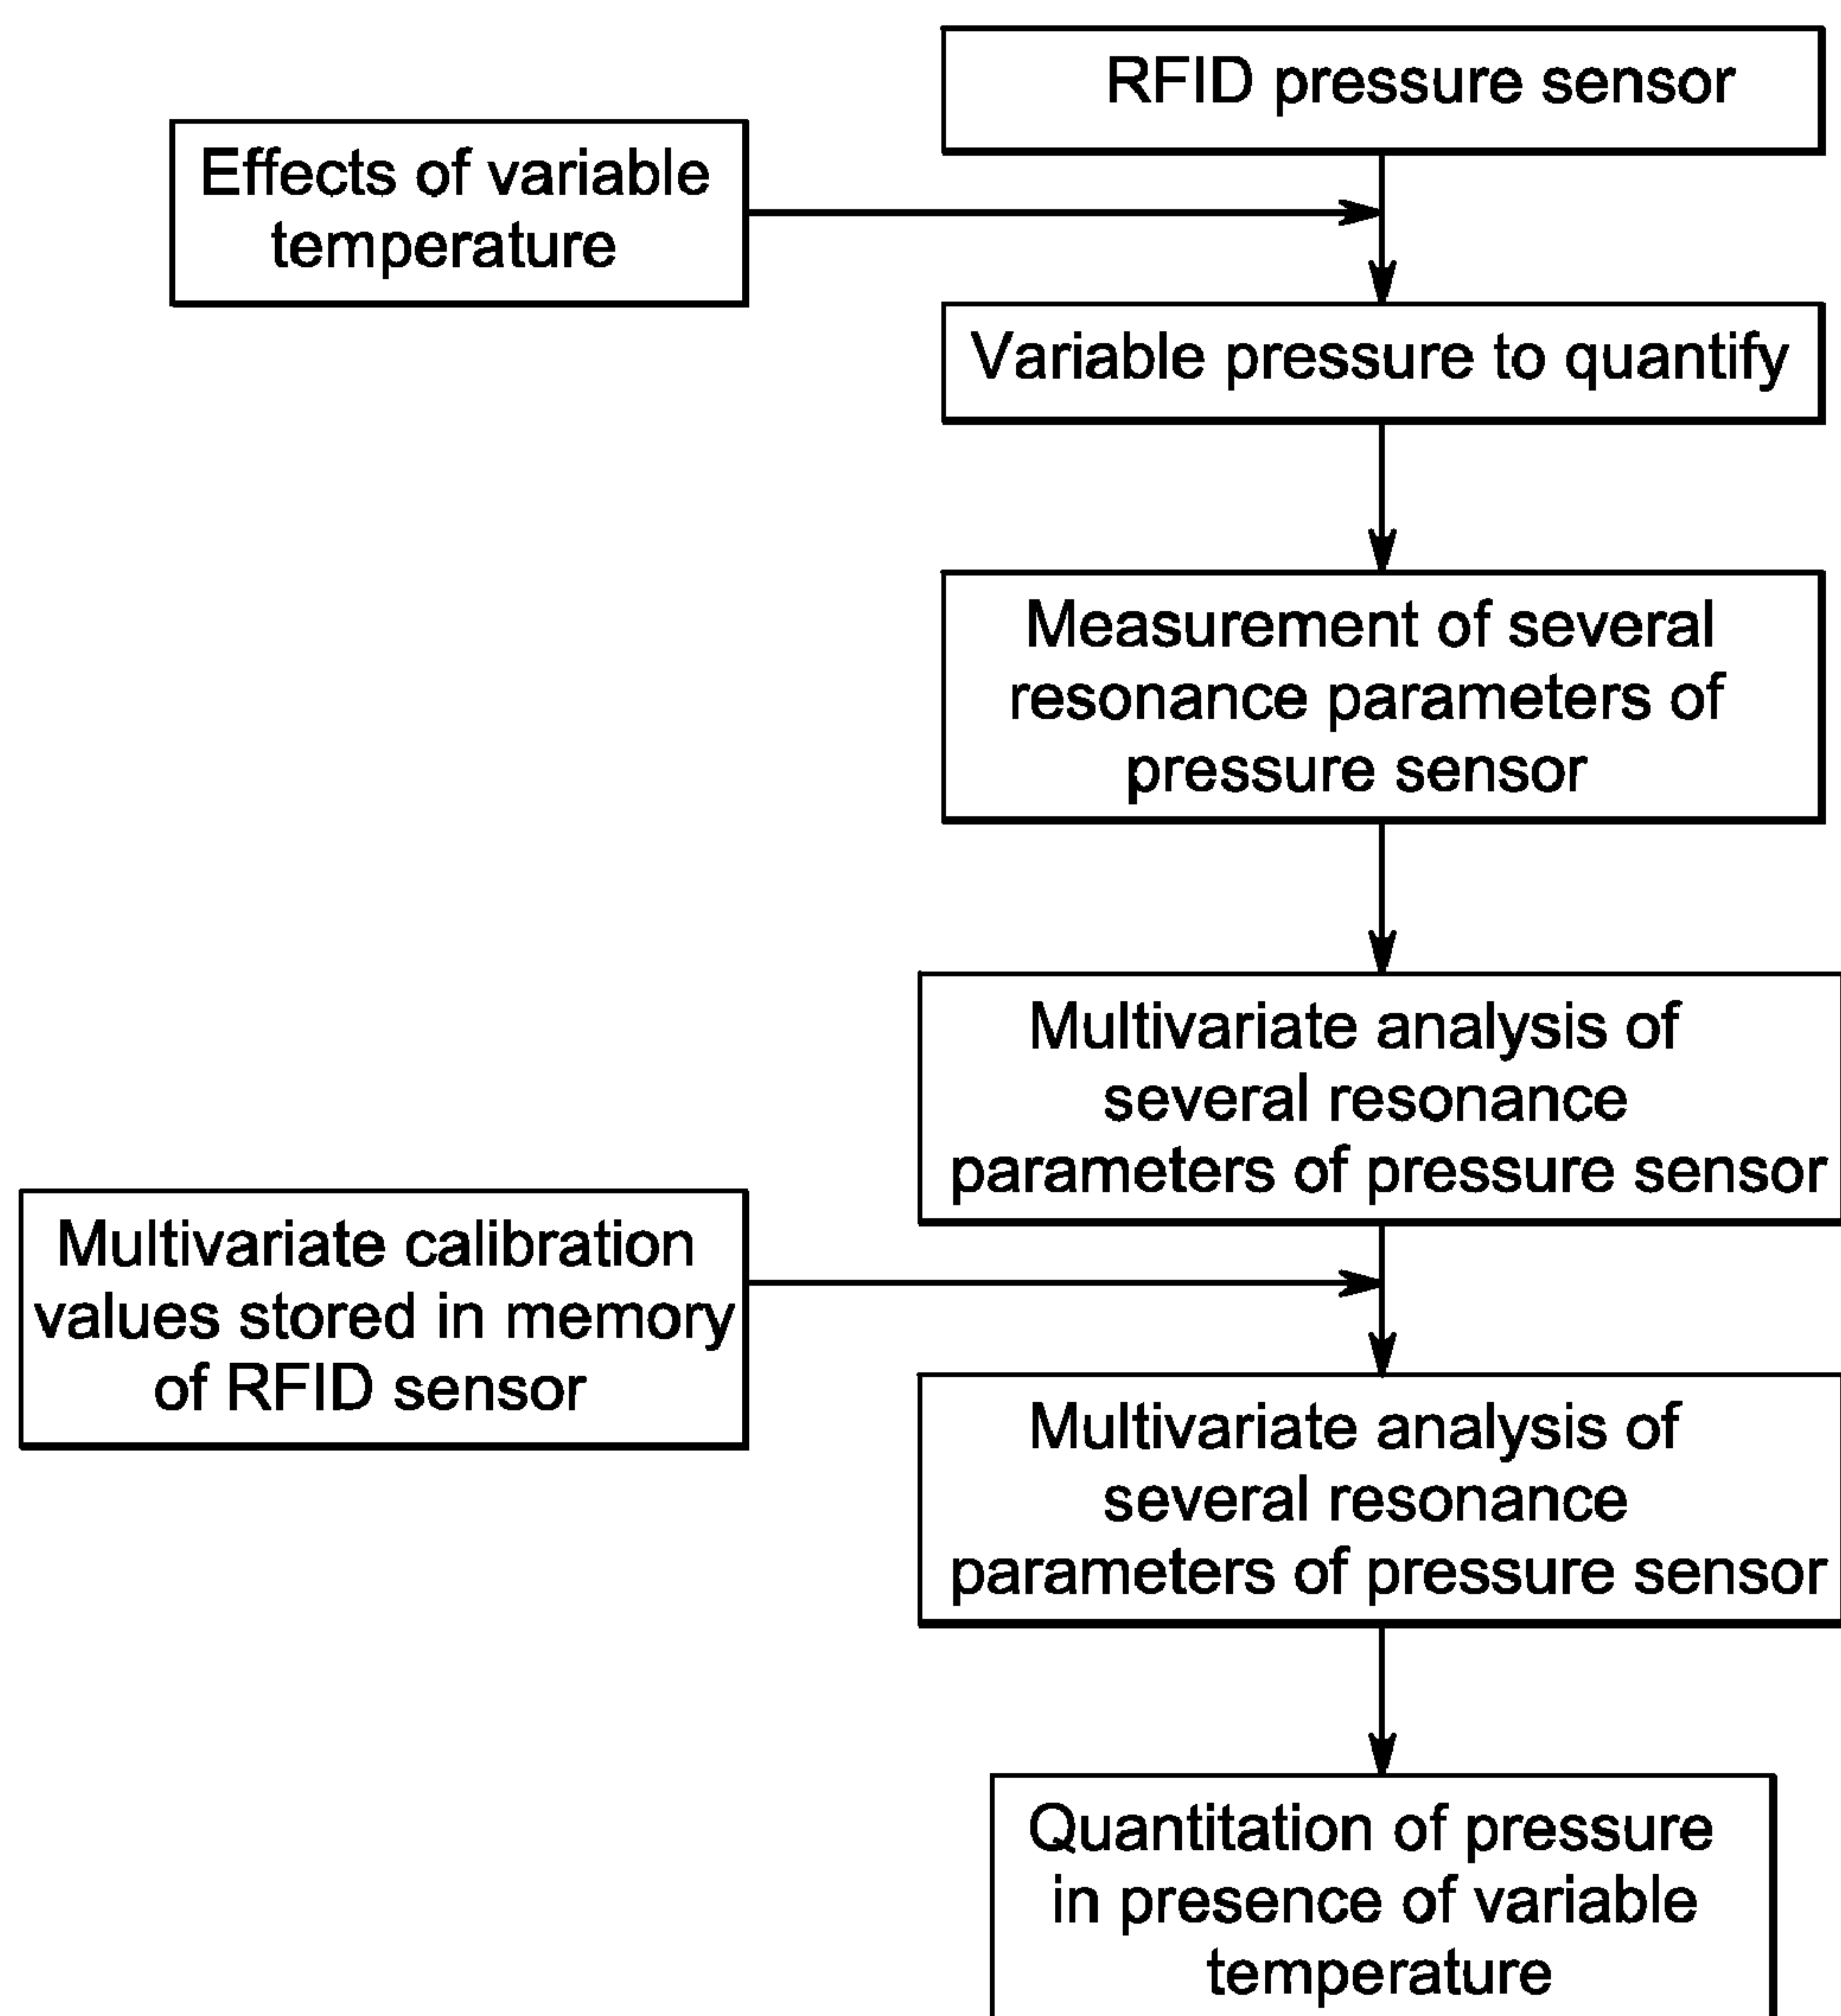 RFID pressure sensor
Effects of variable
temperature
Variable pressure to quantify
Measurement of several
resonance parameters of
pressure sensor
Multivariate analysis of
several resonance
parameters of pressure sensor
Multivariate calibration
values stored in memory
of RFID sensor
Multivariate analysis of
several resonance
parameters of pressure sensor
Quantitation of pressure
in presence of variable
temperature